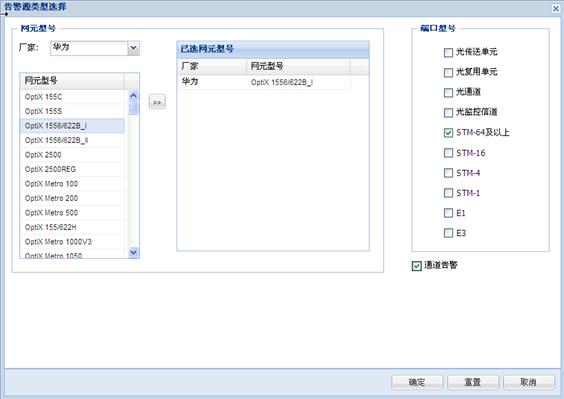 告警源类型选择
网元型号
厂家: 华为
网元型号
OptiX 155C
OptiX 155S
OptiX 1556/622B_I
OptiX 1556/622B_II
OptiX 2500
OptiX 2500REG
OptiX Metro 100
OptiX Metro 200
OptiX Metro 500
OptiX 155/622H
OptiX Metro 1000V3
OptiX Metro 1050
>>
已选网元型号
厂家 网元型号
华为 OptiX 1556/622B_I
端口型号
光传送单元
光复用单元
光通道
光监控信道
STM-64及以上
STM-16
STM-4
STM-1
E1
E3
通道告警
确定 重置 取消